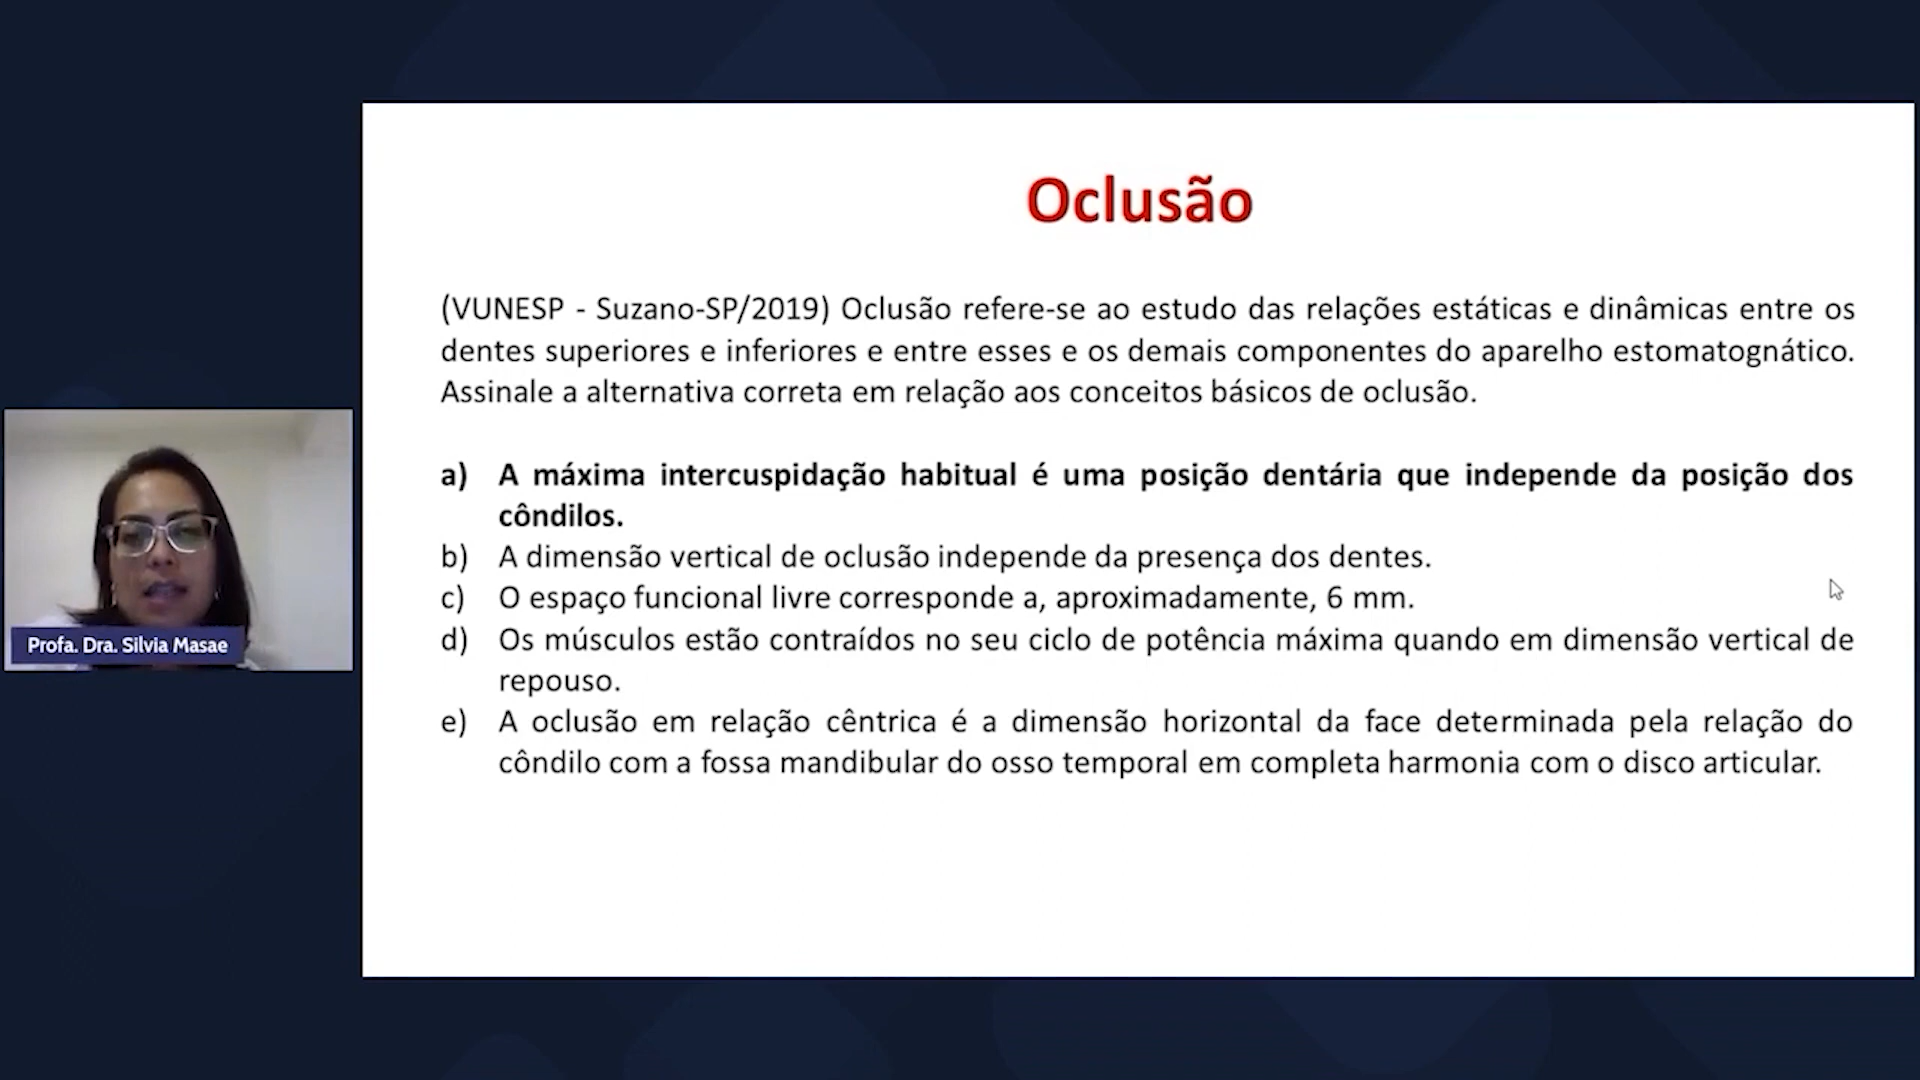 Oclusão
(VUNESP - Suzano-SP/2019) Oclusão refere-se ao estudo das relações estáticas e dinâmicas entre os
dentes superiores e inferiores e entre esses e os demais componentes do aparelho estomatognático.
Assinale a alternativa correta em relação aos conceitos básicos de oclusão.
a) A máxima intercuspidação habitual é uma posição dentária que independe da posição dos
côndilos.
b) A dimensão vertical de oclusão independe da presença dos dentes.
c) O espaço funcional livre corresponde a, aproximadamente, 6 mm.
d) Os músculos estão contraídos no seu ciclo de potência máxima quando em dimensão vertical de
repouso.
e) A oclusão em relação cêntrica é a dimensão horizontal da face determinada pela relação do
côndilo com a fossa mandibular do osso temporal em completa harmonia com o disco articular.
Profa. Dra. Silvia Masae